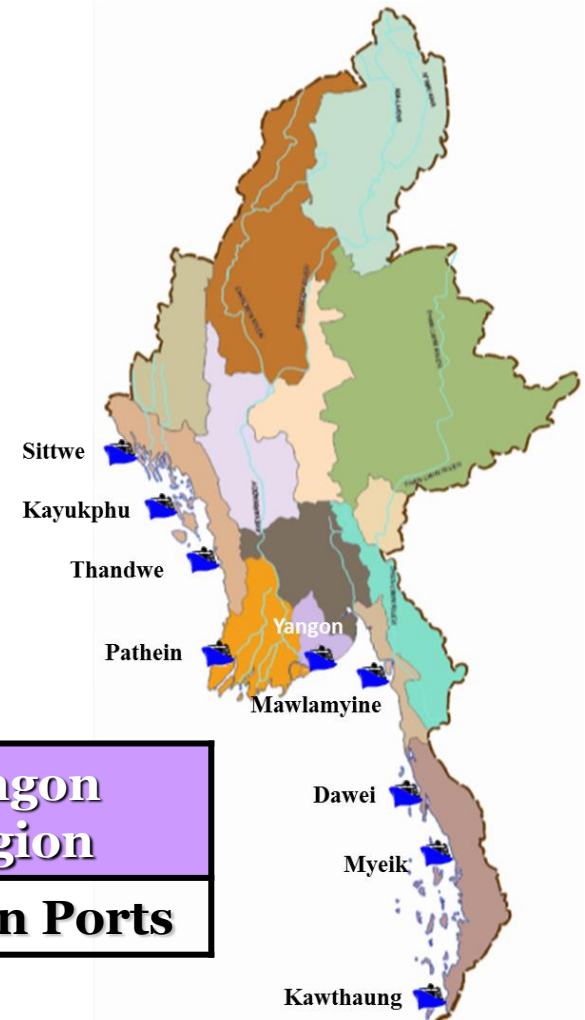 Sittwe
Kayukphu
Thandwe
Pathein
Yangon
Mawlamyine
ngon
gion
Dawei
n Ports
Myeik
Kawthaung